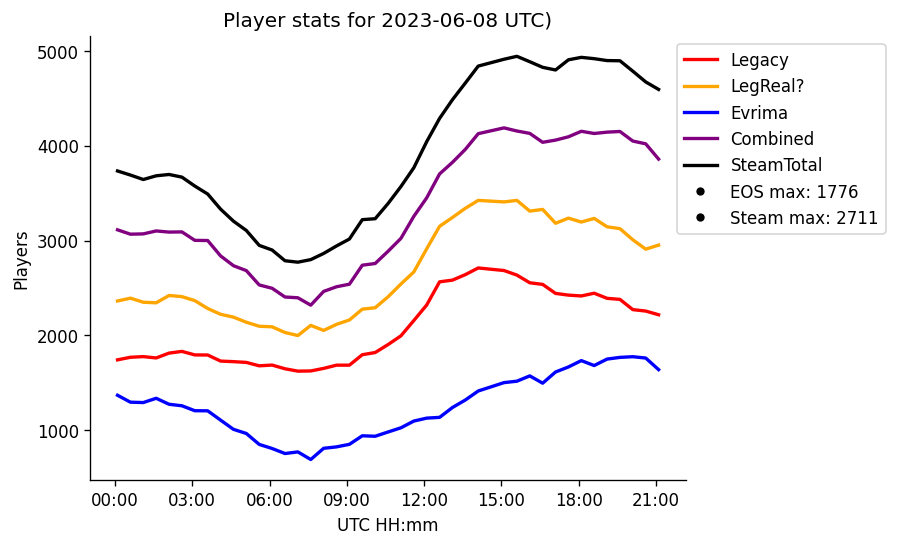 Player stats for 2023-06-08 UTC)
5000
4000
3000
2000
1000
Players
00:00 03:00 06:00 09:00 12:00 15:00 18:00 21:00
UTC HH:mm
Legacy
LegReal?
Evrima
Combined
SteamTotal
EOS max: 1776
Steam max: 2711